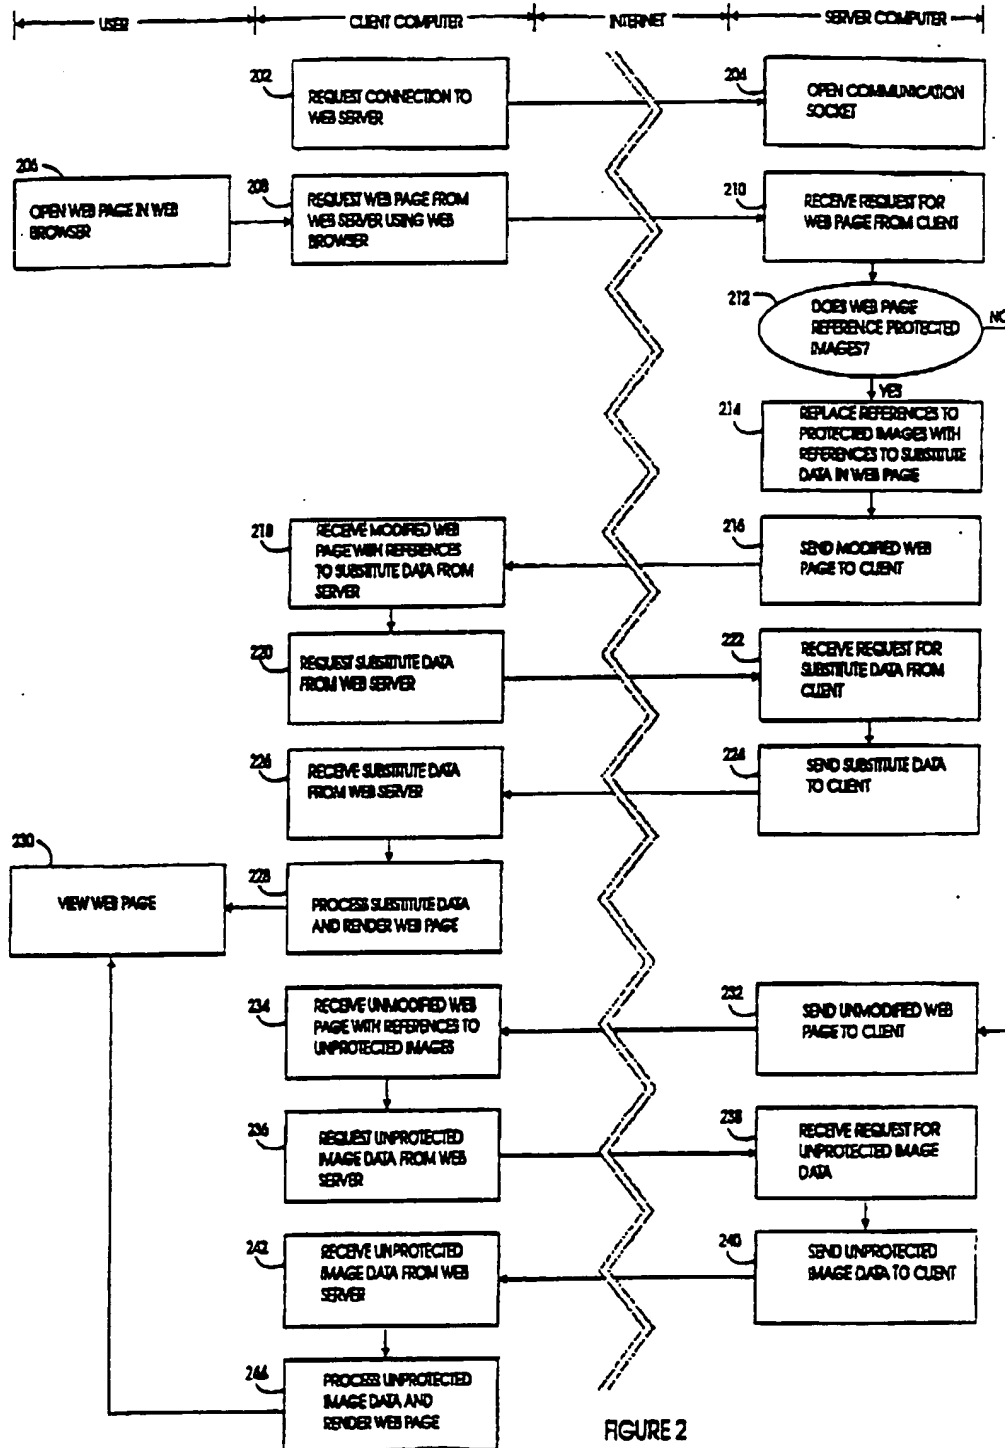 USER
CLIENT COMPUTER
INTERNET
SERVER COMPUTER
202
REQUEST CONNECTION TO
WEB SERVER
204
OPEN COMMUNICATION
SOCKET
206
OPEN WEB PAGE IN WEB
BROWSER
208
REQUEST WEB PAGE FROM
WEB SERVER USING WEB
BROWSER
210
RECEIVE REQUEST FOR
WEB PAGE FROM CLIENT
212
DOES WEB PAGE
REFERENCE PROTECTED
IMAGES?
NO
YES
214
REPLACE REFERENCES TO
PROTECTED IMAGES WITH
REFERENCES TO SUBSTITUTE
DATA IN WEB PAGE
216
SEND MODIFIED WEB
PAGE TO CLIENT
218
RECEIVE MODIFIED WEB
PAGE WITH REFERENCES
TO SUBSTITUTE DATA FROM
SERVER
220
REQUEST SUBSTITUTE DATA
FROM WEB SERVER
222
RECEIVE REQUEST FOR
SUBSTITUTE DATA FROM
CLIENT
224
SEND SUBSTITUTE DATA
TO CLIENT
226
RECEIVE SUBSTITUTE DATA
FROM WEB SERVER
228
PROCESS SUBSTITUTE DATA
AND RENDER WEB PAGE
230
VIEW WEB PAGE
232
SEND UNMODIFIED WEB
PAGE TO CLIENT
234
RECEIVE UNMODIFIED WEB
PAGE WITH REFERENCES TO
UNPROTECTED IMAGES
236
REQUEST UNPROTECTED
IMAGE DATA FROM WEB
SERVER
238
RECEIVE REQUEST FOR
UNPROTECTED IMAGE
DATA
240
SEND UNPROTECTED
IMAGE DATA TO CLIENT
242
RECEIVE UNPROTECTED
IMAGE DATA FROM WEB
SERVER
244
PROCESS UNPROTECTED
IMAGE DATA AND
RENDER WEB PAGE
FIGURE 2